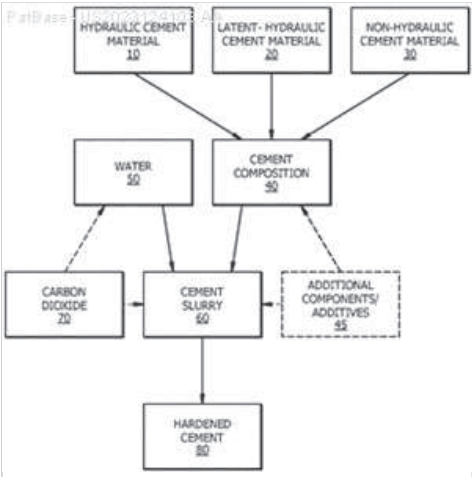 HYDRAULIC CEMENT
MATERIAL
10
LATENT- HYDRAULIC
CEMENT MATERIAL
20
NON-HYDRAULIC
CEMENT MATERIAL
30
WATER
50
CEMENT
COMPOSITION
40
CARBON
DIOXIDE
70
CEMENT
SLURRY
60
ADDITIONAL
COMPONENTS/
ADDITIVES
45
HARDENED
CEMENT
80